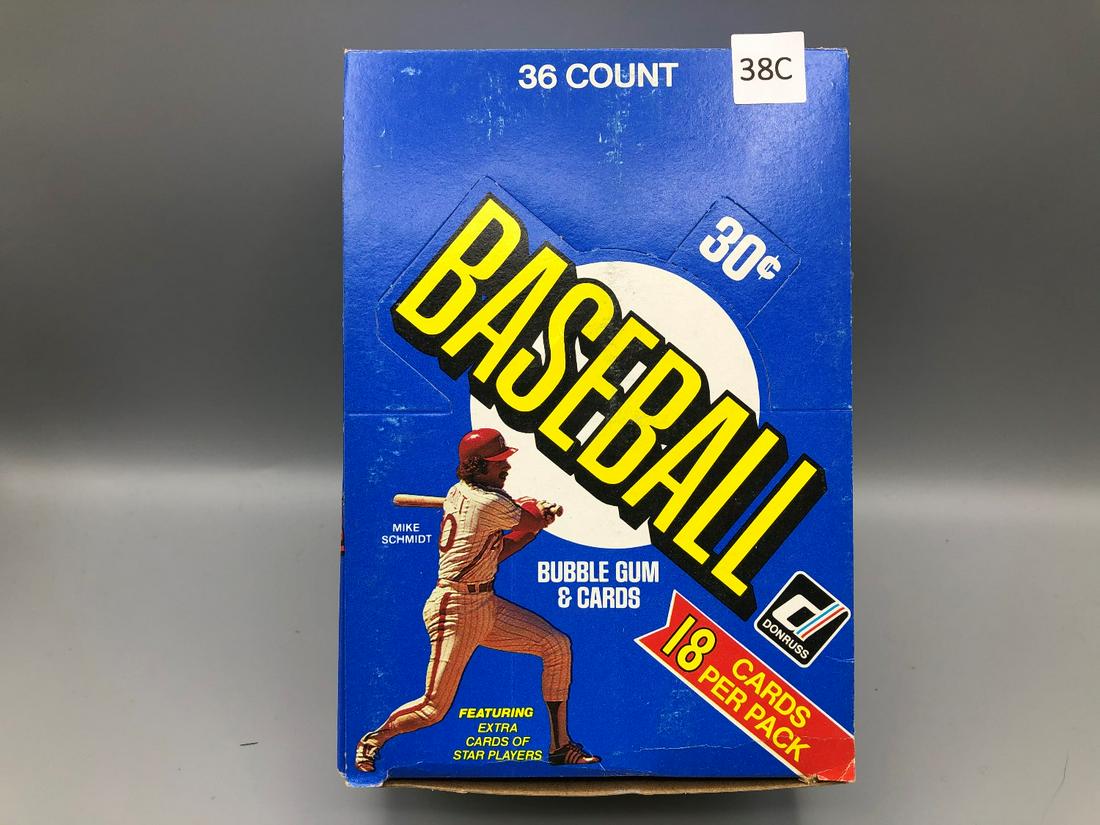 36 COUNT
38C
30¢
BASEBALL
MIKE
SCHMIDT
BUBBLE GUM
& CARDS
DONRUSS
18 CARDS
PER PACK
FEATURING
EXTRA
CARDS OF
STAR PLAYERS